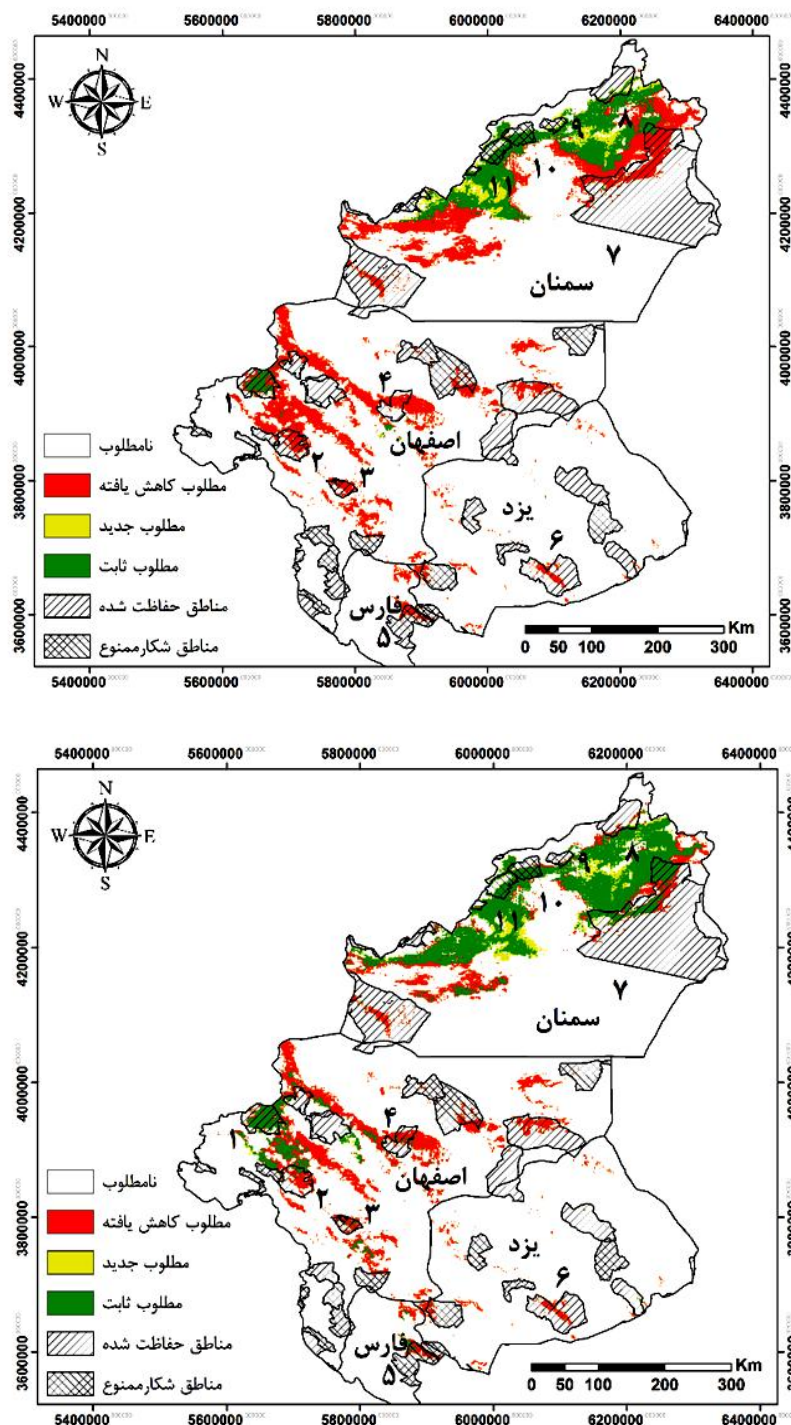 5400000 5600000 5800000 6000000 6200000 6400000
N
W E
S
4400000
4200000
4000000
3800000
3600000
۸
۹
۱۰
۱۱
۷
سمنان
۴
۱
اصفهان
۲
۳
یزد
۶
فارس
۵
نامطلوب
مطلوب کاهش یافته
مطلوب جدید
مطلوب ثابت
مناطق حفاظت شده
مناطق شکارممنوع
Km
0 50 100 200 300
5400000 5600000 5800000 6000000 6200000 6400000
5400000 5600000 5800000 6000000 6200000 6400000
N
W E
S
4400000
4200000
4000000
3800000
3600000
۸
۹
۱۰
۱۱
۷
سمنان
۴
۱
اصفهان
۲
۳
یزد
۶
فارس
۵
نامطلوب
مطلوب کاهش یافته
مطلوب جدید
مطلوب ثابت
مناطق حفاظت شده
مناطق شکارممنوع
Km
0 50 100 200 300
5400000 5600000 5800000 6000000 6200000 6400000